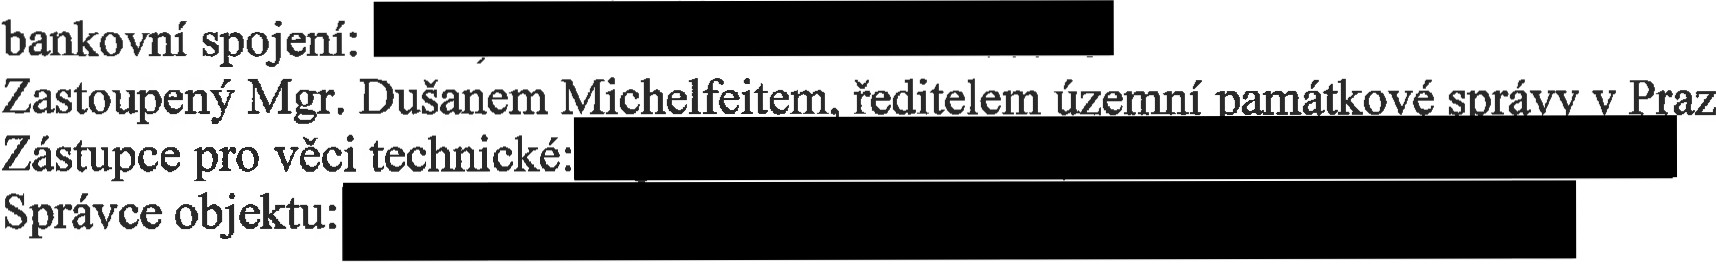 bankovní spojení:
Zastoupený Mgr. Dušanem Michelfeitem, ředitelem územní památkové správy v Praz
Zástupce pro věci technické:
Správce objektu: